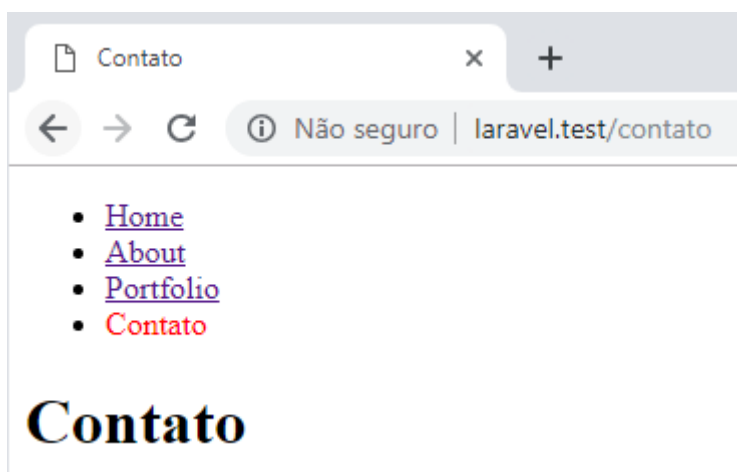 Contato
Não seguro | laravel.test/contato
Home
About
Portfolio
Contato
Contato